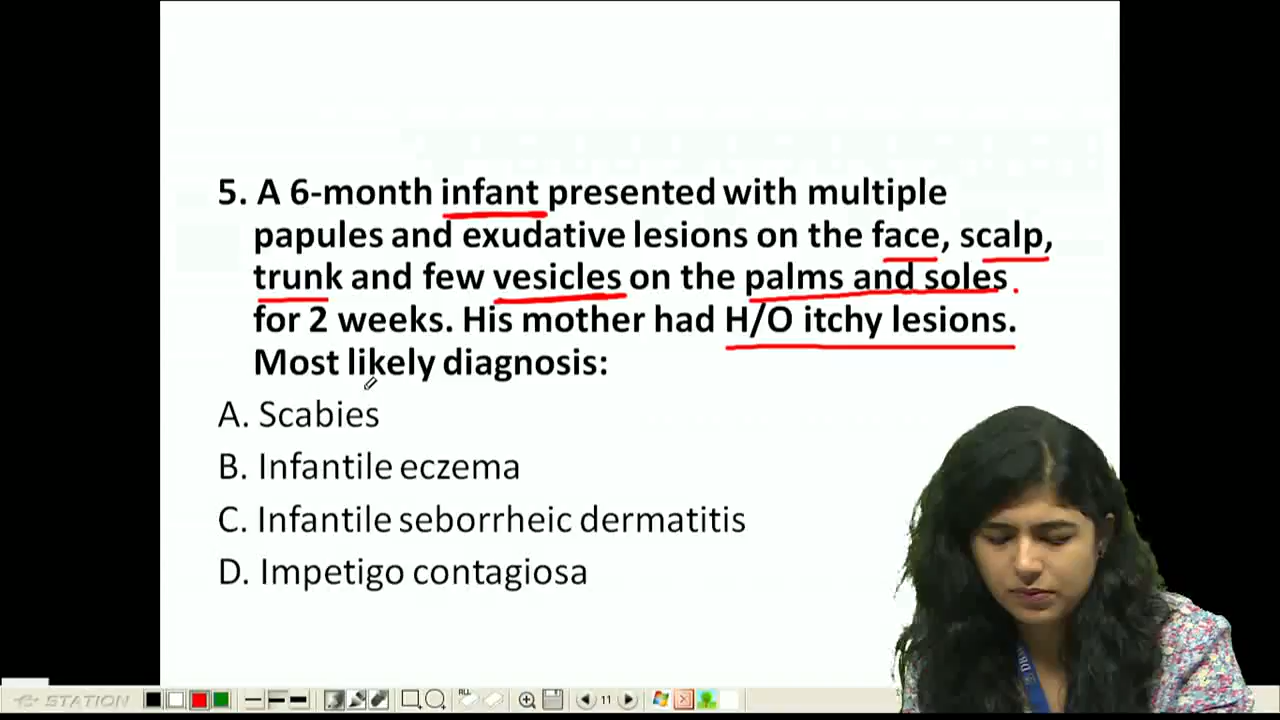 5. A 6-month infant presented with multiple
papules and exudative lesions on the face, scalp,
trunk and few vesicles on the palms and soles
for 2 weeks. His mother had H/O itchy lesions.
Most likely diagnosis:
A. Scabies
B. Infantile eczema
C. Infantile seborrheic dermatitis
D. Impetigo contagiosa
STATION
11